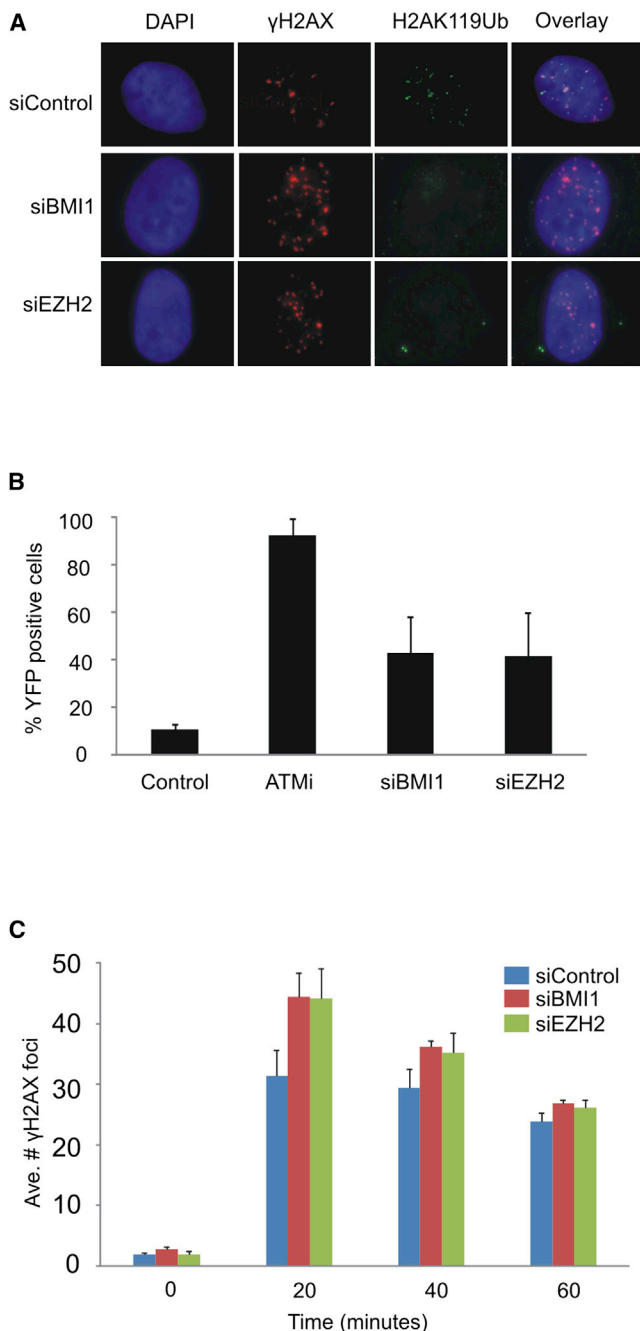 A
DAPI γH2AX H2AK119Ub Overlay
siControl
siControl
siBMI1
siEZH2
B
% YFP positive cells
100
80
60
40
20
0
Control ATMi siBMI1 siEZH2
C
Ave. # γH2AX foci
50
40
30
20
10
0
siControl
siBMI1
siEZH2
0 20 40 60
Time (minutes)